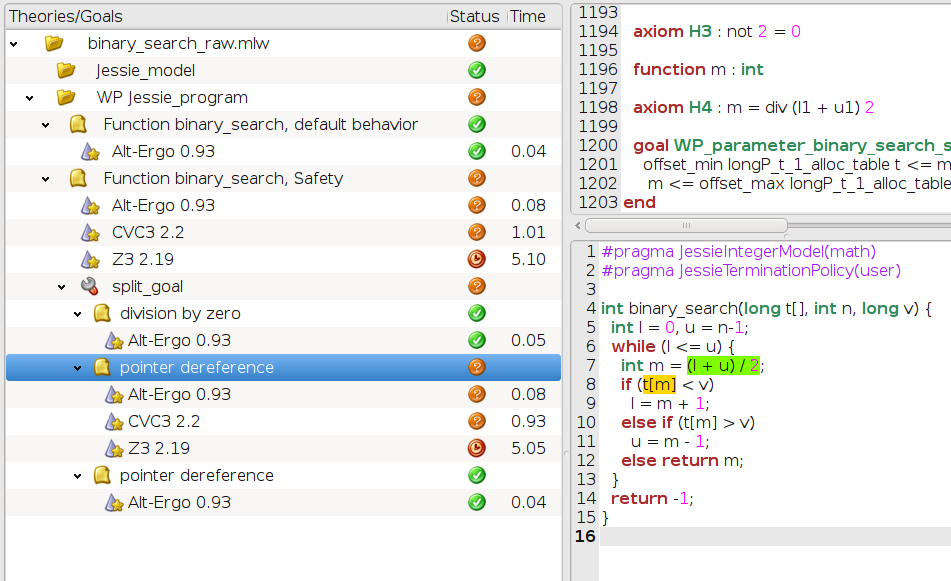 Theories/Goals Status Time
binary_search_raw.mlw
Jessie_model
WP Jessie_program
Function binary_search, default behavior
Alt-Ergo 0.93 0.04
Function binary_search, Safety
Alt-Ergo 0.93 0.08
CVC3 2.2 1.01
Z3 2.19 5.10
split_goal
division by zero
Alt-Ergo 0.93 0.05
pointer dereference
Alt-Ergo 0.93 0.08
CVC3 2.2 0.93
Z3 2.19 5.05
pointer dereference
Alt-Ergo 0.93 0.04
1193
1194 axiom H3 : not 2 = 0
1195
1196 function m : int
1197
1198 axiom H4 : m = div (l1 + u1) 2
1199
1200 goal WP_parameter_binary_search_s
1201 offset_min longP_t_1_alloc_table t <= m
1202 m <= offset_max longP_t_1_alloc_table
1203 end
1 #pragma JessieIntegerModel(math)
2 #pragma JessieTerminationPolicy(user)
3
4 int binary_search(long t[], int n, long v) {
5 int l = 0, u = n-1;
6 while (l <= u) {
7 int m = (l + u) / 2;
8 if (t[m] < v)
9 l = m + 1;
10 else if (t[m] > v)
11 u = m - 1;
12 else return m;
13 }
14 return -1;
15 }
16